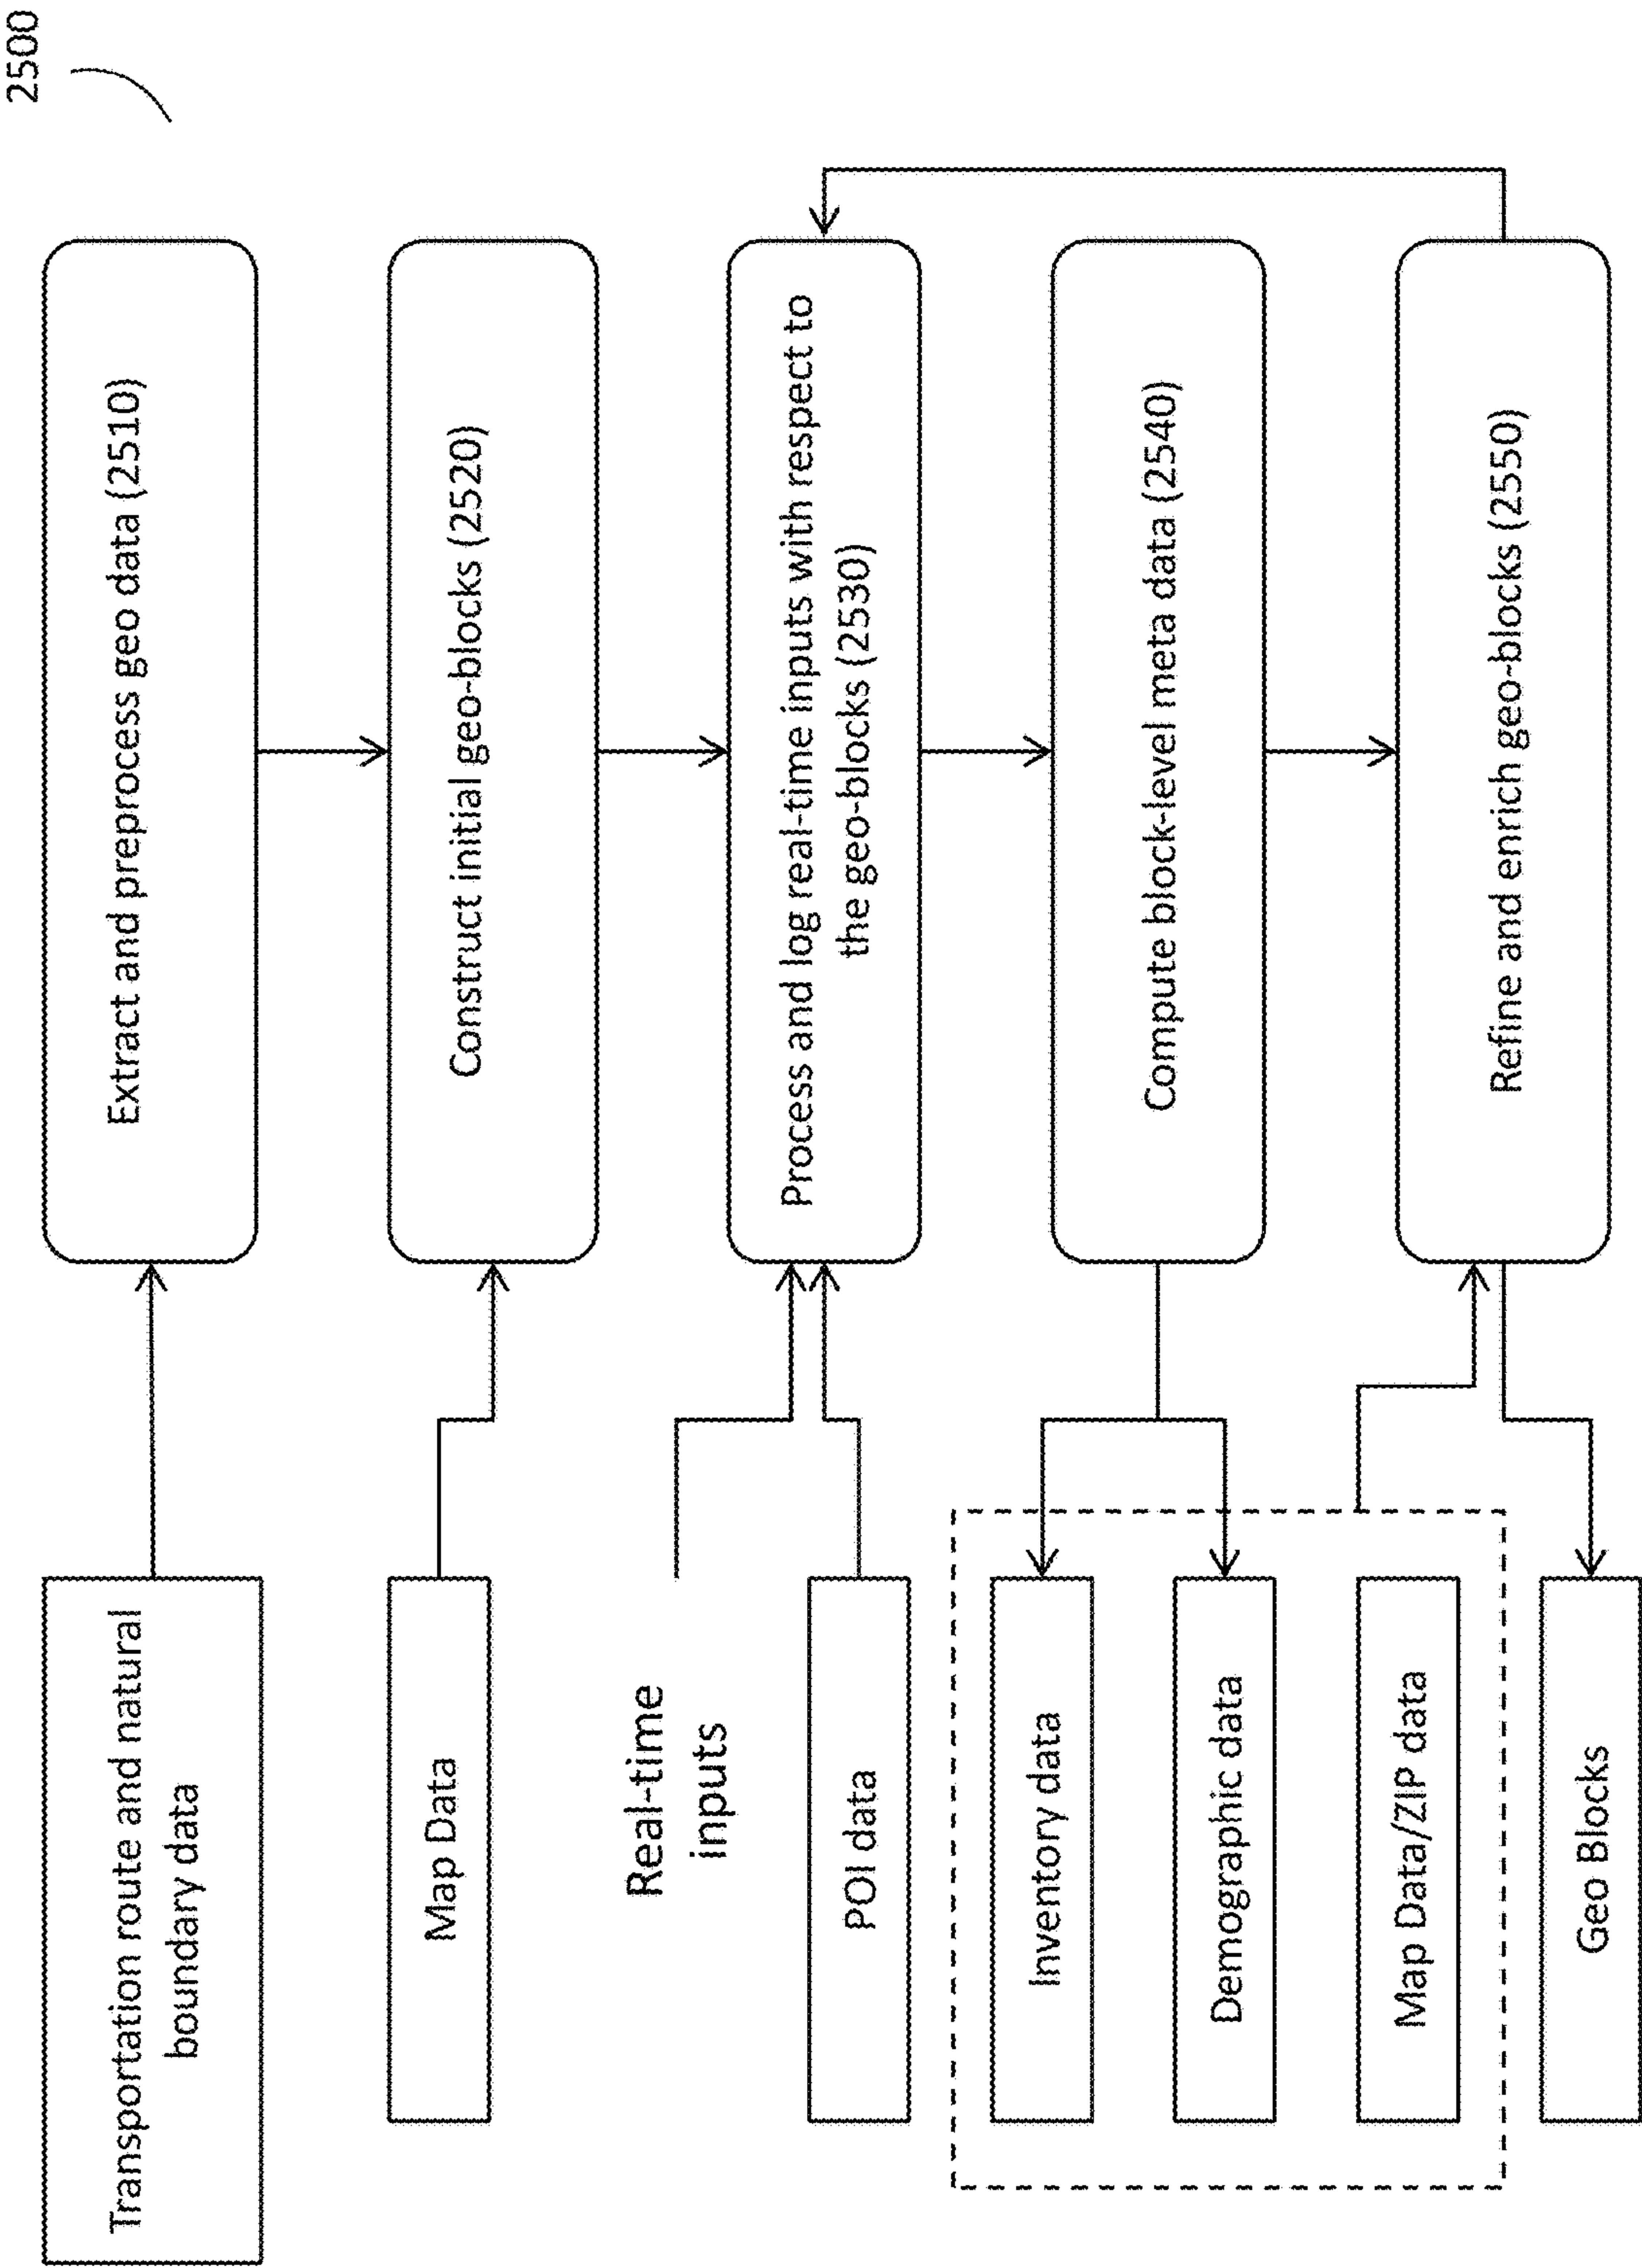 2500
Transportation route and natural
boundary data
Extract and preprocess geo data (2510)
Map Data
Construct initial geo-blocks (2520)
Real-time
inputs
POI data
Process and log real-time inputs with respect to
the geo-blocks (2530)
Inventory data
Demographic data
Map Data/ZIP data
Compute block-level meta data (2540)
Refine and enrich geo-blocks (2550)
Geo Blocks